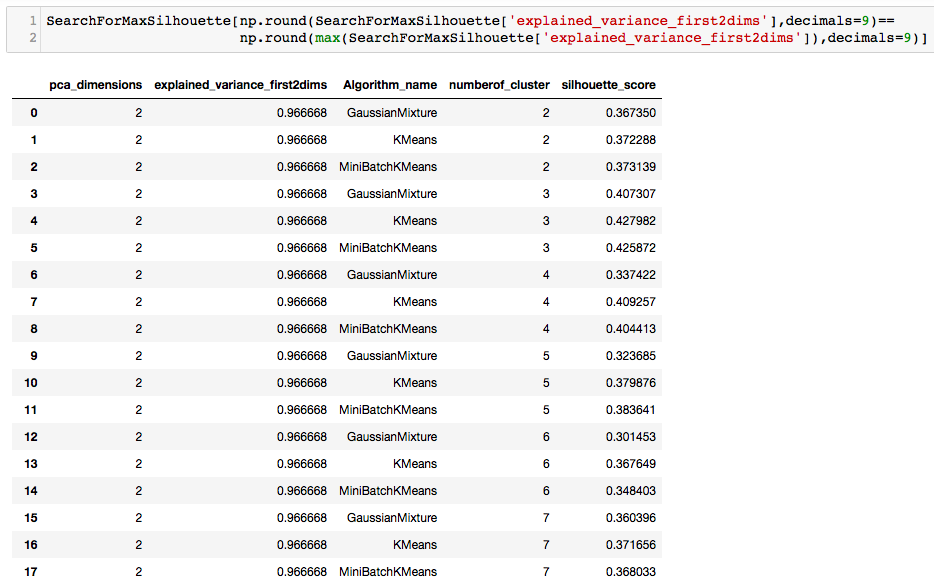 1 SearchForMaxSilhouette[np.round(SearchForMaxSilhouette['explained_variance_first2dims'],decimals=9)==
2 np.round(max(SearchForMaxSilhouette['explained_variance_first2dims']),decimals=9)]
pca_dimensions explained_variance_first2dims Algorithm_name numberof_cluster silhouette_score
0 2 0.966668 GaussianMixture 2 0.367350
1 2 0.966668 KMeans 2 0.372288
2 2 0.966668 MiniBatchKMeans 2 0.373139
3 2 0.966668 GaussianMixture 3 0.407307
4 2 0.966668 KMeans 3 0.427982
5 2 0.966668 MiniBatchKMeans 3 0.425872
6 2 0.966668 GaussianMixture 4 0.337422
7 2 0.966668 KMeans 4 0.409257
8 2 0.966668 MiniBatchKMeans 4 0.404413
9 2 0.966668 GaussianMixture 5 0.323685
10 2 0.966668 KMeans 5 0.379876
11 2 0.966668 MiniBatchKMeans 5 0.383641
12 2 0.966668 GaussianMixture 6 0.301453
13 2 0.966668 KMeans 6 0.367649
14 2 0.966668 MiniBatchKMeans 6 0.348403
15 2 0.966668 GaussianMixture 7 0.360396
16 2 0.966668 KMeans 7 0.371656
17 2 0.966668 MiniBatchKMeans 7 0.368033